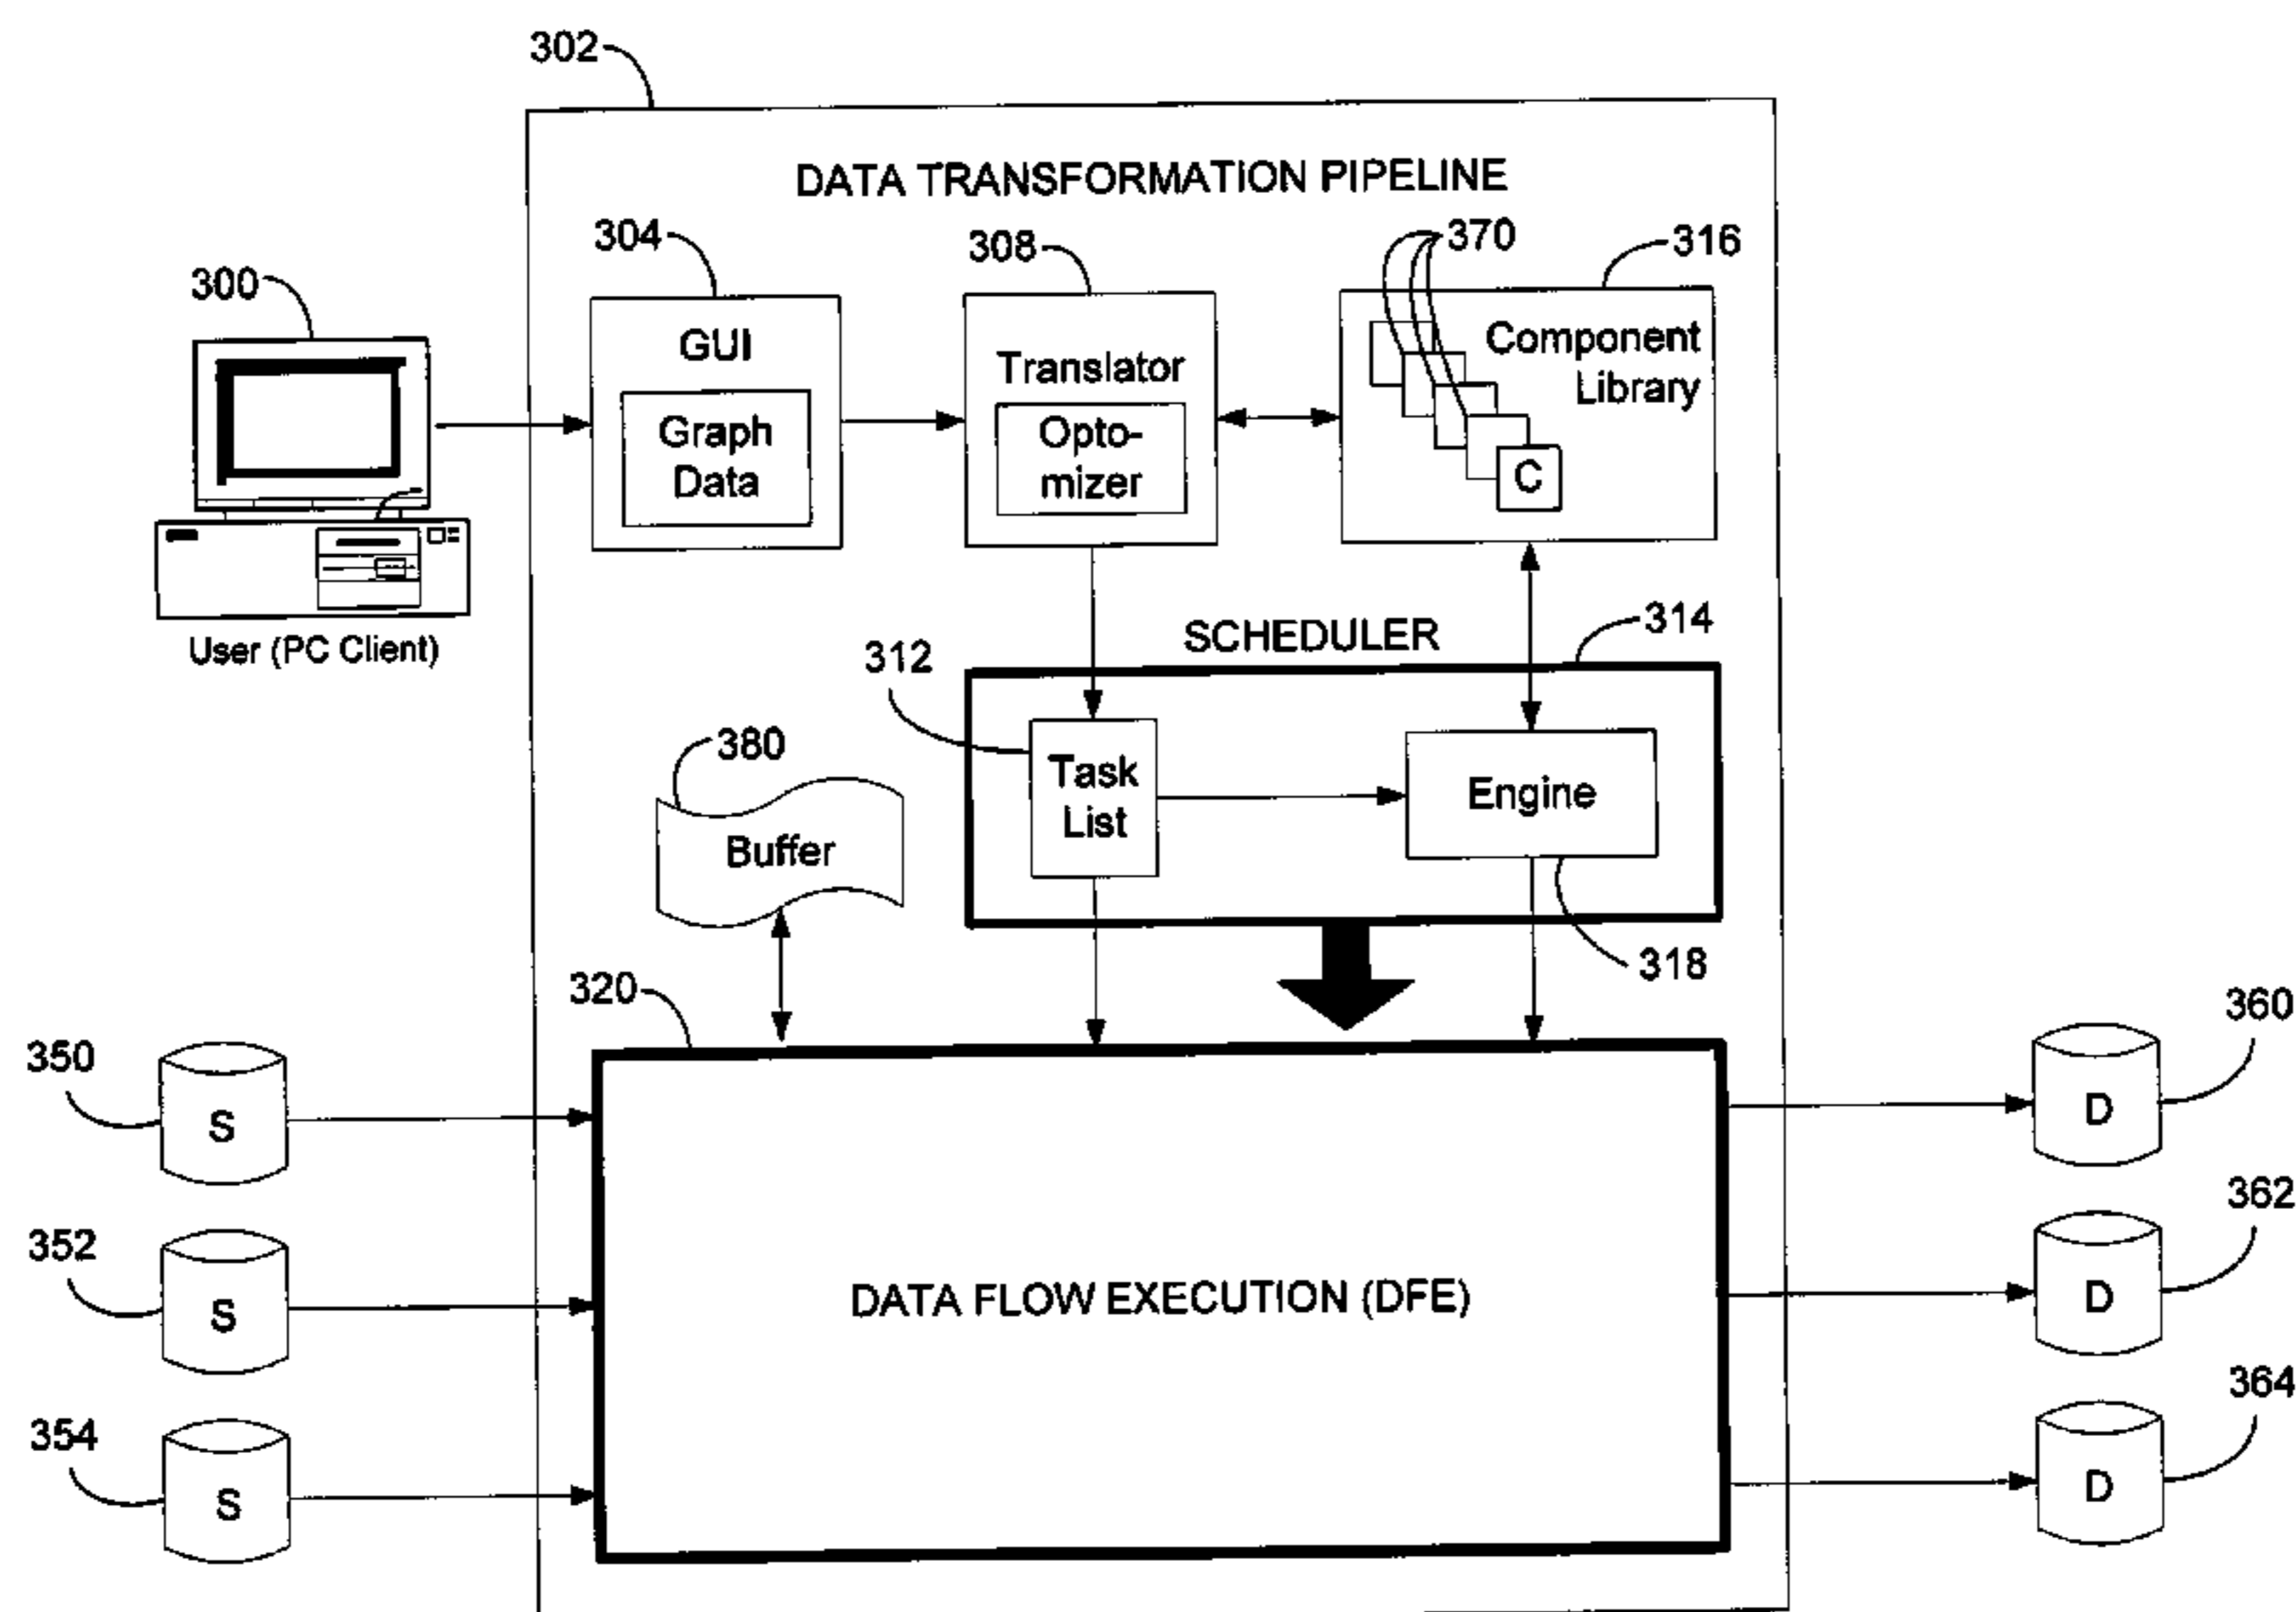 302
DATA TRANSFORMATION PIPELINE
304
308
370
316
300
GUI
Graph
Data
Translator
Opto-
mizer
Component
Library
C
User (PC Client)
SCHEDULER
314
312
Task
List
Engine
380
Buffer
318
320
350
S
352
S
354
S
DATA FLOW EXECUTION (DFE)
360
D
362
D
364
D